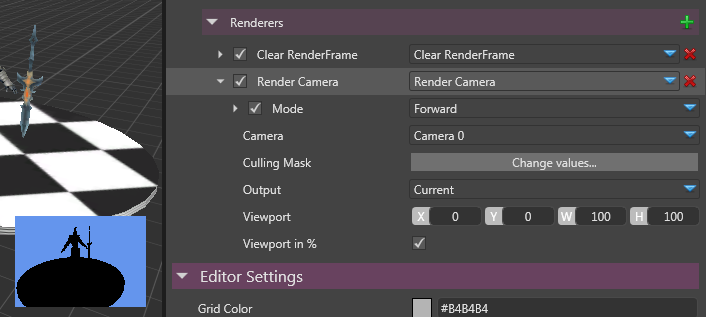 Renderers
Clear RenderFrame Clear RenderFrame
Render Camera Render Camera
Mode Forward
Camera Camera 0
Culling Mask Change values...
Output Current
Viewport X 0 Y 0 W 100 H 100
Viewport in %
Editor Settings
Grid Color #B4B4B4